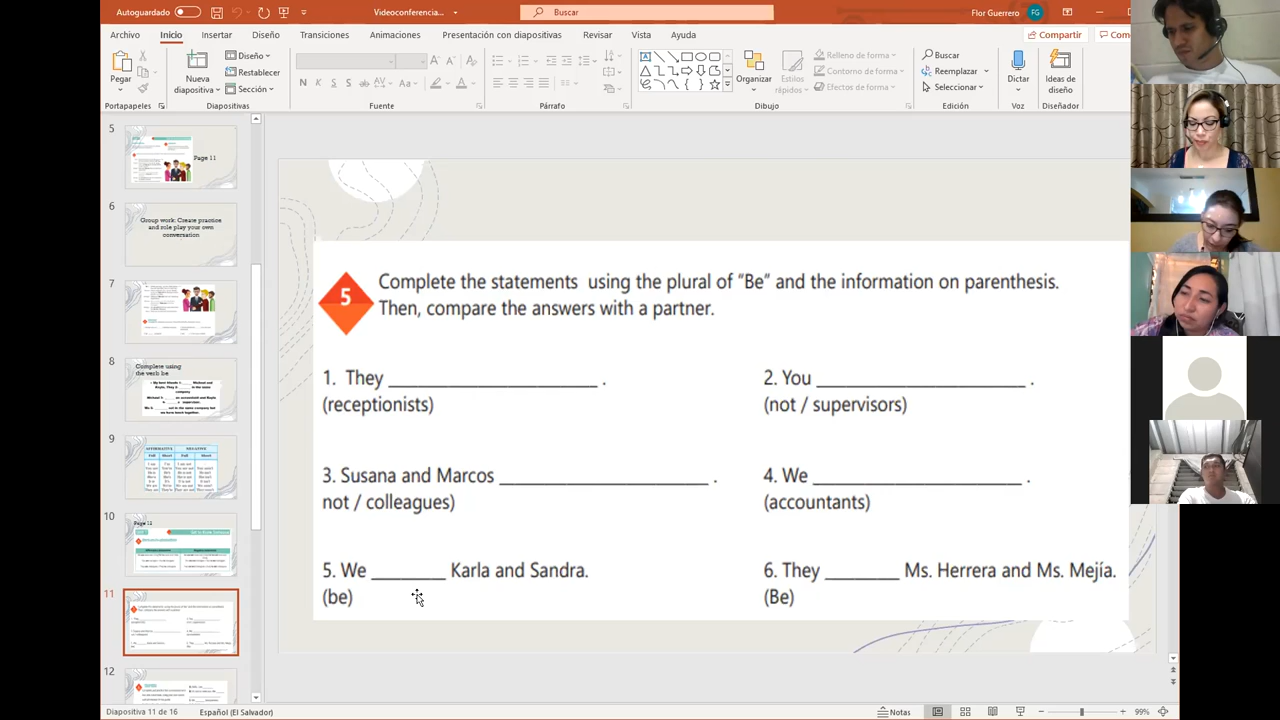 Autoguardado
Videoconferencia...
Buscar
Flor Guerrero
FG
Archivo
Inicio
Insertar
Diseño
Transiciones
Animaciones
Presentación con diapositivas
Revisar
Vista
Ayuda
Compartir
Pegar
Nueva diapositiva
Diseño
Restablecer
Sección
Organizar
Estilos rápidos
Relleno de forma
Contorno de forma
Efectos de forma
Buscar
Reemplazar
Seleccionar
Dictar
Ideas de diseño
Portapapeles
Diapositivas
Fuente
Párrafo
Dibujo
Edición
Voz
Diseñador
5
Page 11
6
Group work: Create practice
and role play your own
conversation
7
8
Complete using
the verb be
9
10
Page 11
11
12
5
Complete the statements using the plural of "Be" and the information on parenthesis.
Then, compare the answers with a partner.
1. They ______________________ .
(receptionists)
2. You ______________________ .
(not / supervisors)
3. Susana and Marcos ______________________ .
not / colleagues)
4. We ______________________ .
(accountants)
5. We ________ Karla and Sandra.
(be)
6. They ________ Ms. Herrera and Ms. Mejía.
(Be)
Diapositiva 11 de 16
Español (El Salvador)
Notas
99%